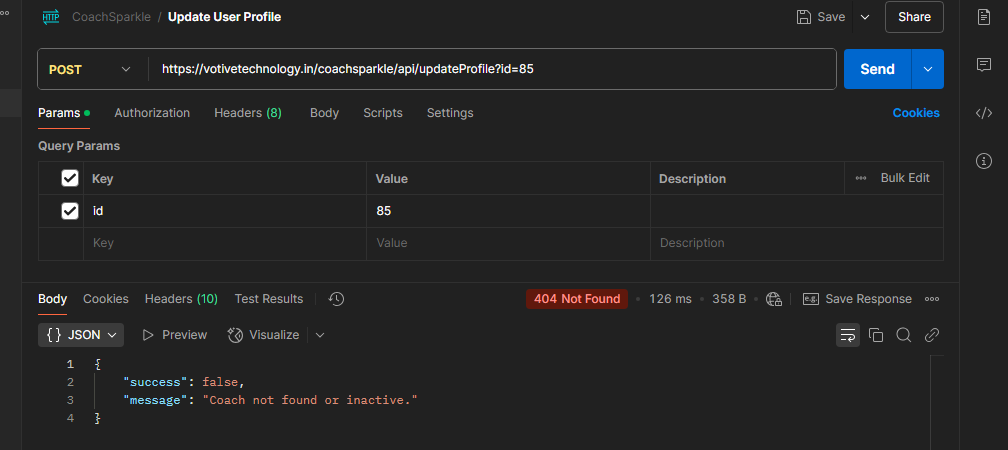 HTTP CoachSparkle / Update User Profile Save Share
POST https://votivetechnology.in/coachsparkle/api/updateProfile?id=85 Send
Params Authorization Headers (8) Body Scripts Settings Cookies
Query Params
Key Value Description Bulk Edit
id 85
Key Value Description
Body Cookies Headers (10) Test Results 404 Not Found • 126 ms • 358 B e.g. Save Response
{} JSON Preview Visualize
1 {
2 "success": false,
3 "message": "Coach not found or inactive."
4 }